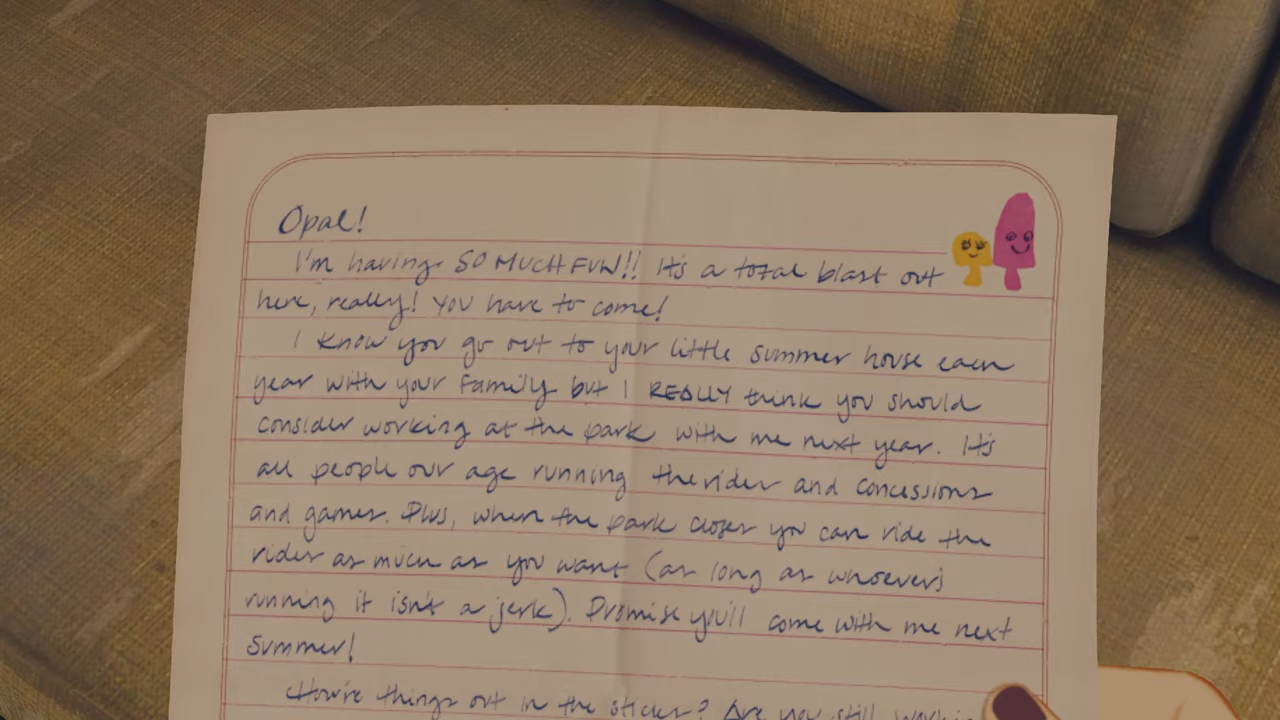 Opal!
I'm having SO MUCH FUN!! It's a total blast out
here, really! You have to come!
I know you go out to your little summer house each
year with your family but I REALLY think you should
consider working at the park with me next year. It's
all people our age running the rides and concessions
and games. Plus, when the park closes you can ride the
rides as much as you want (as long as whoever's
running it isn't a jerk). Promise you'll come with me next
summer!
How're things out in the sticks? Are you still workin